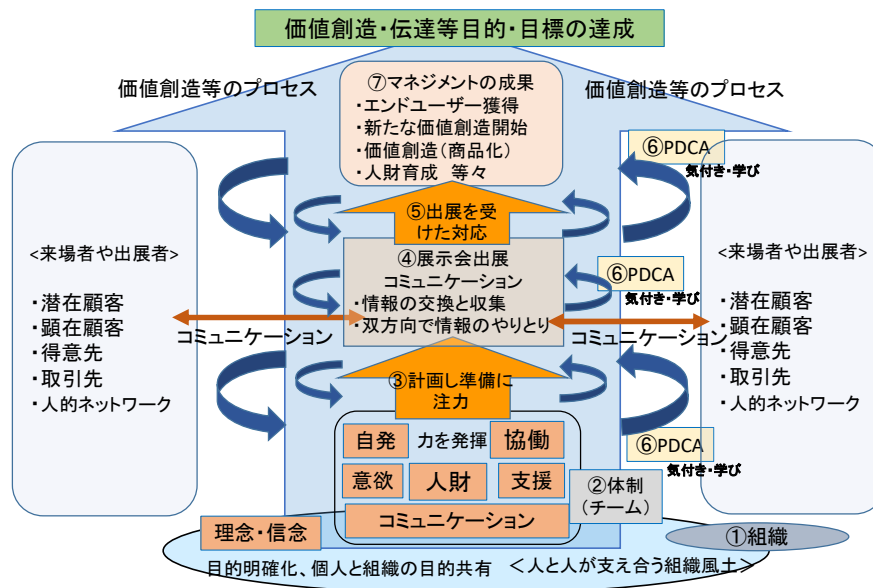 価値創造・伝達等目的・目標の達成
価値創造等のプロセス
価値創造等のプロセス
⑦マネジメントの成果
・エンドユーザー獲得
・新たな価値創造開始
・価値創造(商品化)
・人財育成 等々
⑥PDCA
気付き・学び
⑤出展を受
けた対応
<来場者や出展者>
・潜在顧客
・顕在顧客
・得意先
・取引先
・人的ネットワーク
④展示会出展
コミュニケーション
・情報の交換と収集
・双方向で情報のやりとり
⑥PDCA
気付き・学び
<来場者や出展者>
・潜在顧客
・顕在顧客
・得意先
・取引先
・人的ネットワーク
コミュニケーション
コミュニケーション
③計画し準備に
注力
⑥PDCA
気付き・学び
自発 力を発揮 協働
意欲 人財 支援
コミュニケーション
②体制
(チーム)
理念・信念
①組織
目的明確化、個人と組織の目的共有 <人と人が支え合う組織風土>